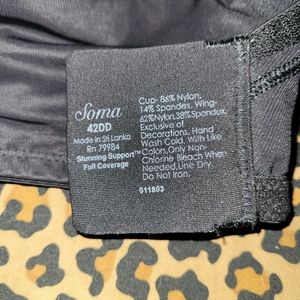 Soma
42DD
Made in Sri Lanka
Rn 79984
Stunning Support™
Full Coverage
Cup- 86% Nylon,
14% Spandex. Wing-
62%Nylon,38%Spandex.
Exclusive of
Decorations. Hand
Wash Cold With Like
Colors,Only Non-
Chlorine Bleach When
Needed,Line Dry
Do Not Iron.
011803